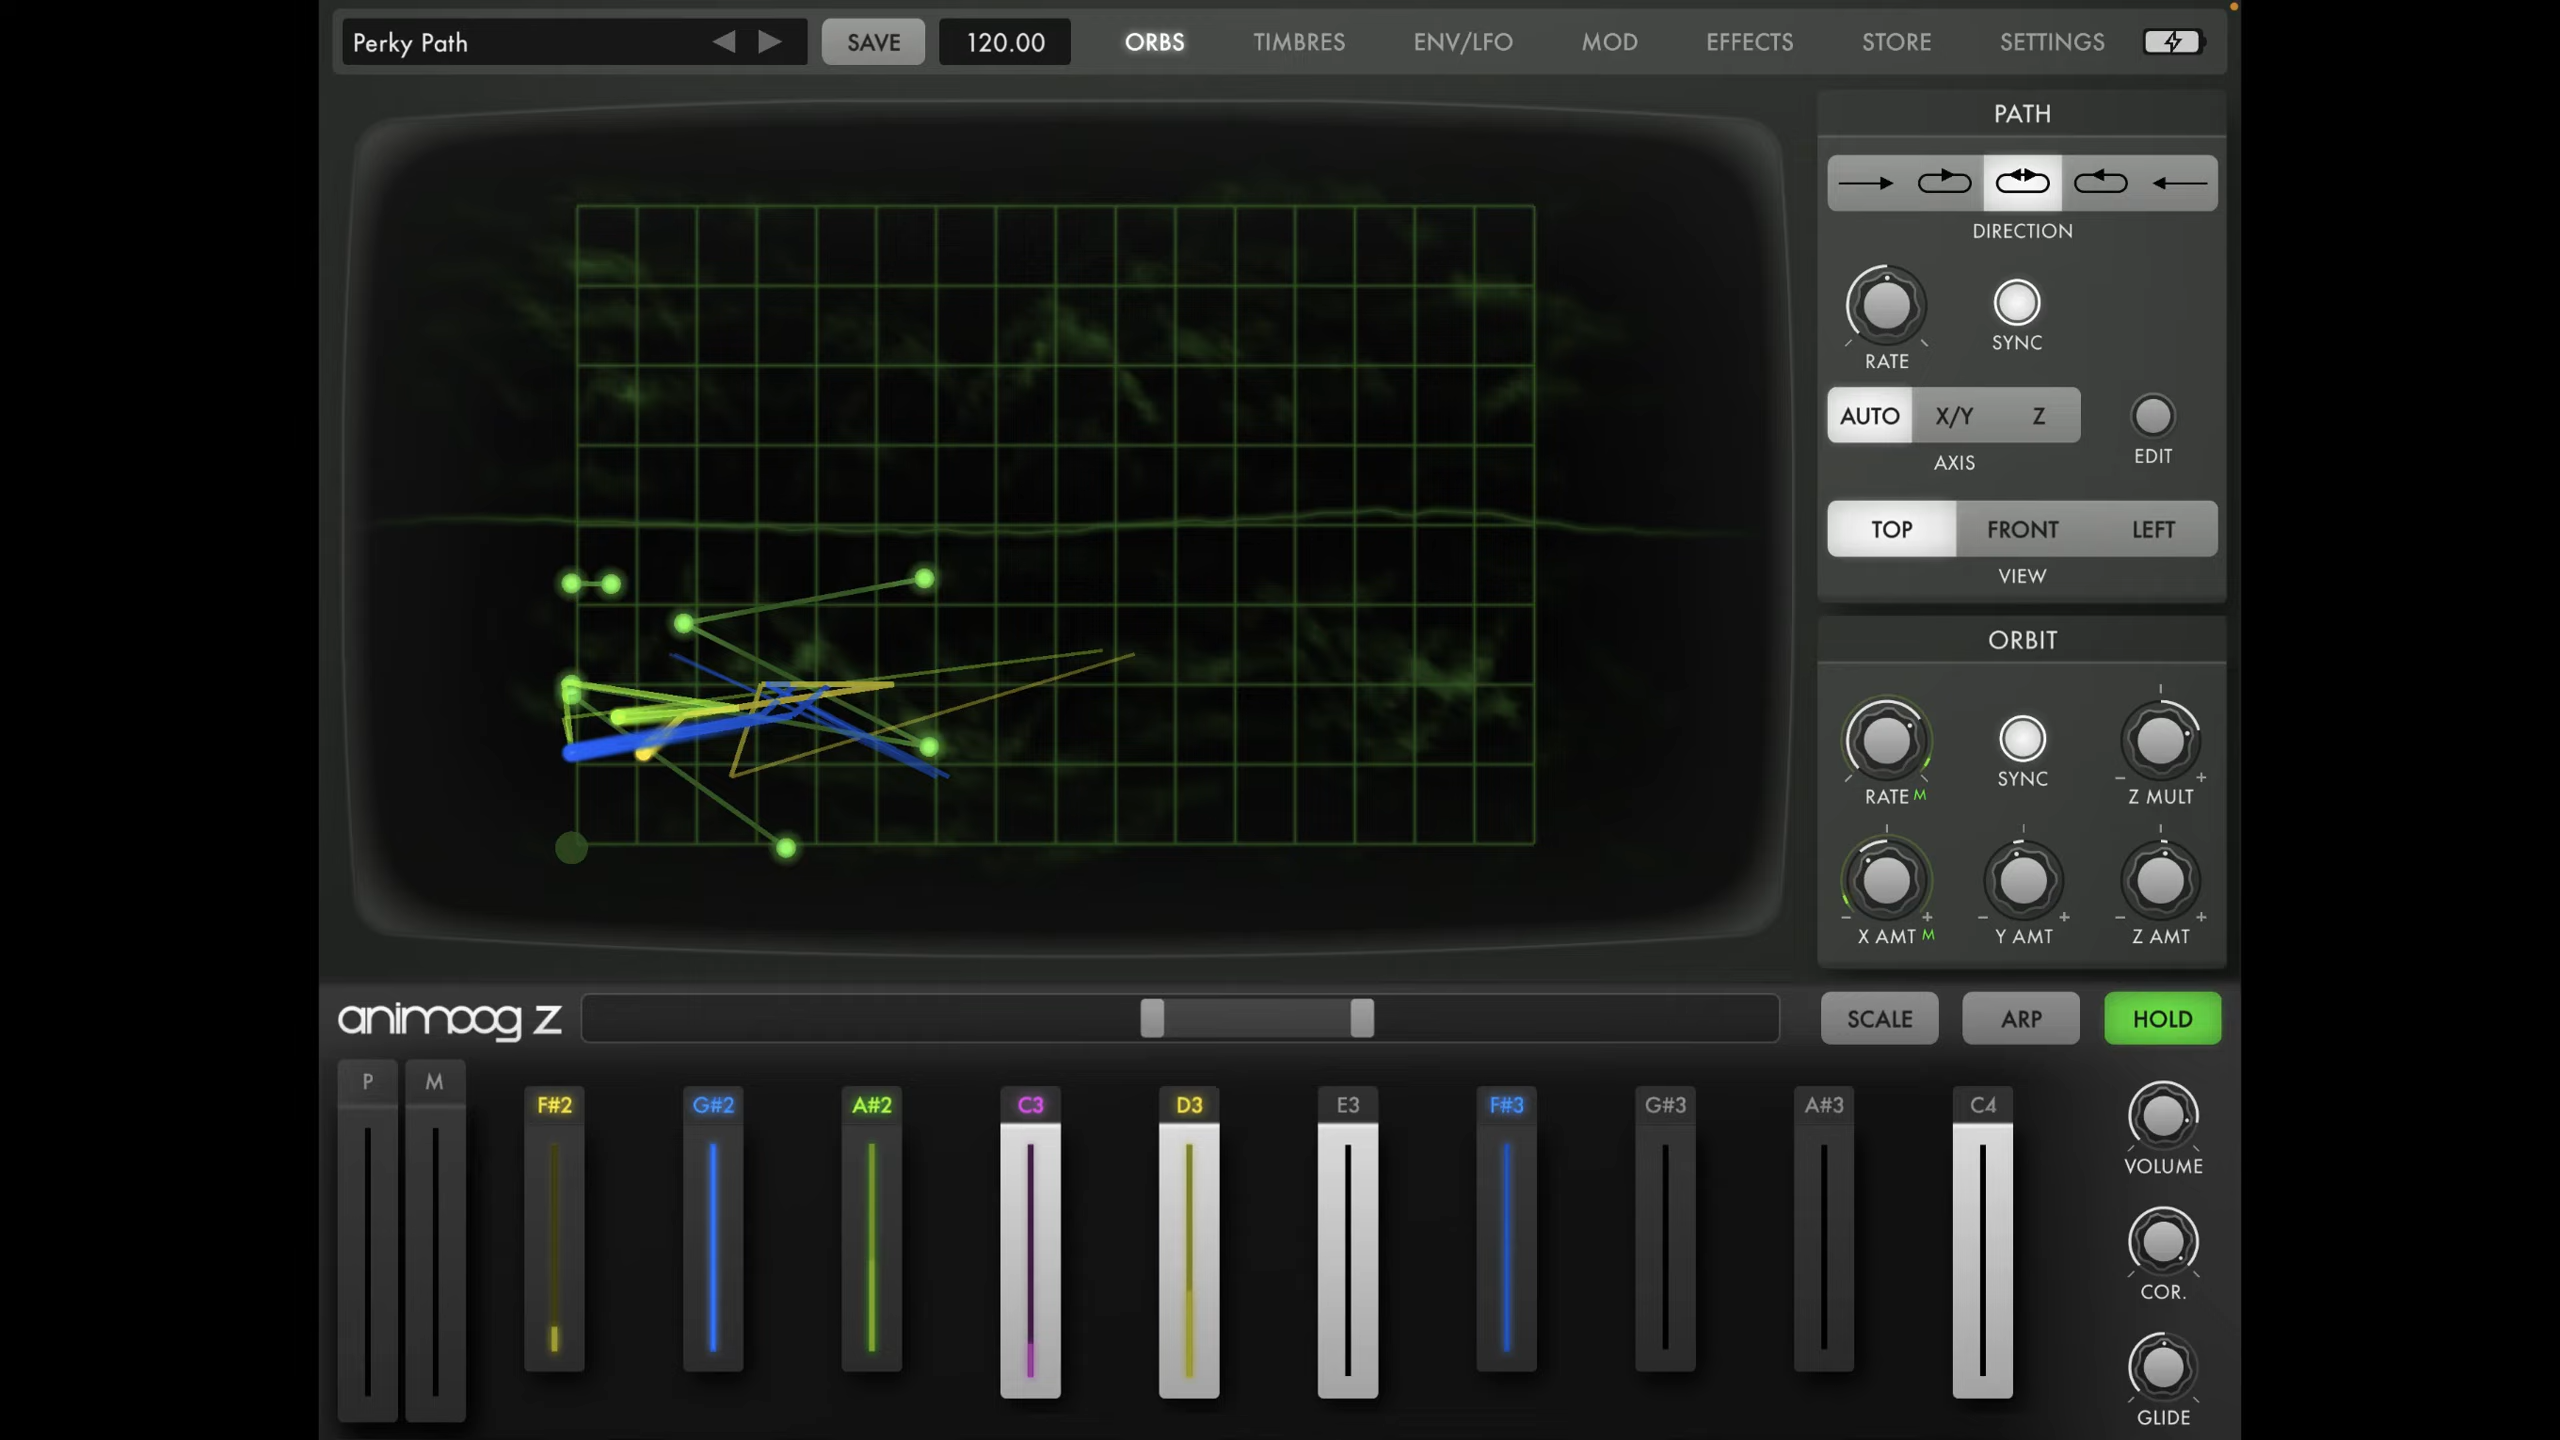 Perky Path SAVE 120.00 ORBS TIMBRES ENV/LFO MOD EFFECTS STORE SETTINGS
PATH
DIRECTION
RATE SYNC
AUTO X/Y Z
AXIS EDIT
TOP FRONT LEFT
VIEW
ORBIT
RATE M SYNC Z MULT
- +
X AMT M Y AMT Z AMT
- + - + - +
animoog Z SCALE ARP HOLD
P M F#2 G#2 A#2 C3 D3 E3 F#3 G#3 A#3 C4
VOLUME
COR.
GLIDE